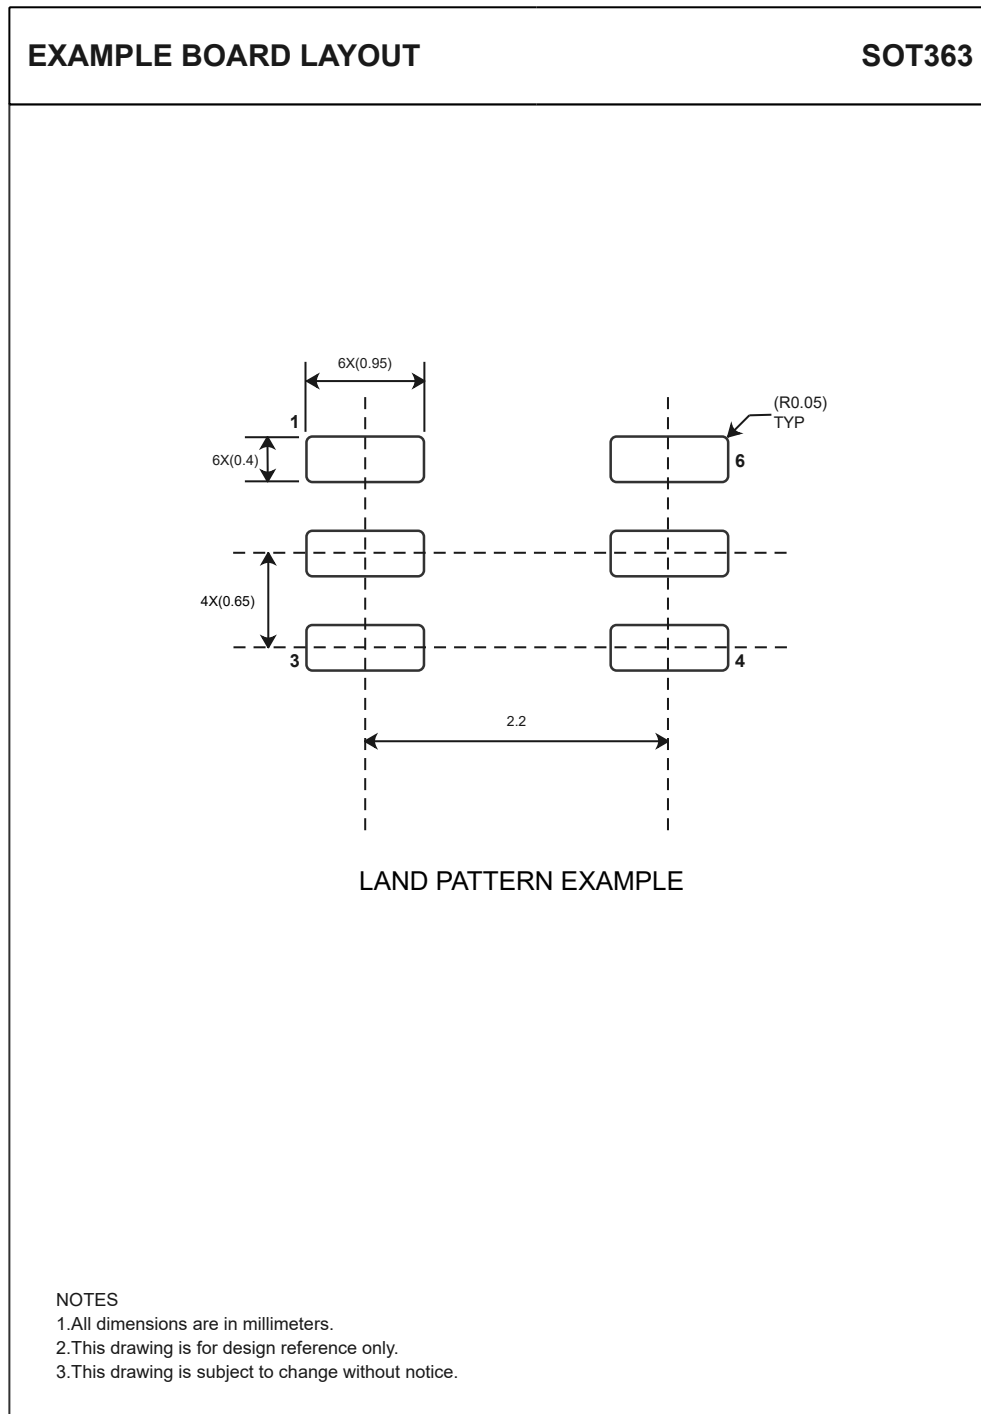 EXAMPLE BOARD LAYOUT SOT363
6X(0.95)
(R0.05)
TYP
1
6X(0.4)
6
4X(0.65)
3
4
2.2
LAND PATTERN EXAMPLE
NOTES
1.All dimensions are in millimeters.
2.This drawing is for design reference only.
3.This drawing is subject to change without notice.